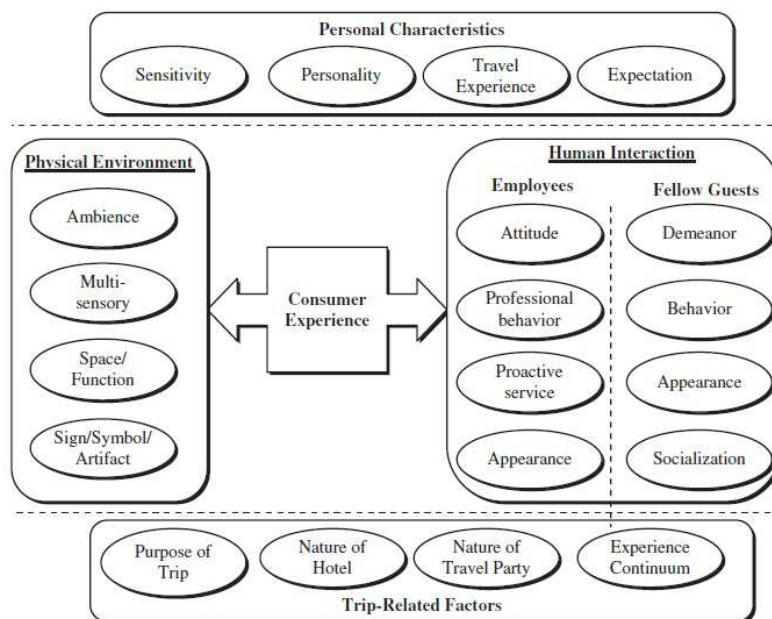 Personal Characteristics
Sensitivity
Personality
Travel
Experience
Expectation
Physical Environment
Ambience
Multi-
sensory
Space/
Function
Sign/Symbol/
Artifact
Consumer
Experience
Human Interaction
Employees
Attitude
Professional
behavior
Proactive
service
Appearance
Fellow Guests
Demeanor
Behavior
Appearance
Socialization
Purpose of
Trip
Nature of
Hotel
Nature of
Travel Party
Experience
Continuum
Trip-Related Factors